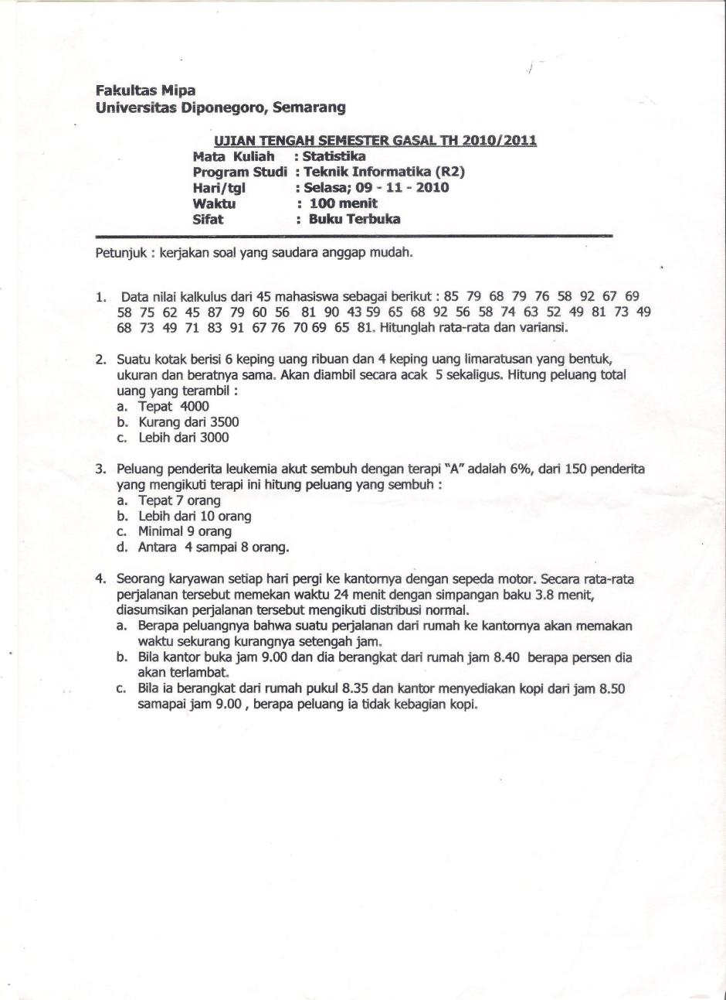 Fakultas Mipa
Universitas Diponegoro, Semarang
UJIAN TENGAH SEMESTER GASAL TH 2010/2011
Mata Kuliah : Statistika
Program Studi : Teknik Informatika (R2)
Hari/tgl : Selasa; 09 - 11 - 2010
Waktu : 100 menit
Sifat : Buku Terbuka
Petunjuk : kerjakan soal yang saudara anggap mudah.
1. Data nilai kalkulus dari 45 mahasiswa sebagai berikut : 85 79 68 79 76 58 92 67 69
58 75 62 45 87 79 60 56 81 90 43 59 65 68 92 56 58 74 63 52 49 81 73 49
68 73 49 71 83 91 67 76 70 69 65 81. Hitunglah rata-rata dan variansi.
2. Suatu kotak berisi 6 keping uang ribuan dan 4 keping uang limaratusan yang bentuk,
ukuran dan beratnya sama. Akan diambil secara acak 5 sekaligus. Hitung peluang total
uang yang terambil :
a. Tepat 4000
b. Kurang dari 3500
c. Lebih dari 3000
3. Peluang penderita leukemia akut sembuh dengan terapi "A" adalah 6%, dari 150 penderita
yang mengikuti terapi ini hitung peluang yang sembuh :
a. Tepat 7 orang
b. Lebih dari 10 orang
c. Minimal 9 orang
d. Antara 4 sampai 8 orang.
4. Seorang karyawan setiap hari pergi ke kantornya dengan sepeda motor. Secara rata-rata
perjalanan tersebut memekan waktu 24 menit dengan simpangan baku 3.8 menit,
diasumsikan perjalanan tersebut mengikuti distribusi normal.
a. Berapa peluangnya bahwa suatu perjalanan dari rumah ke kantornya akan memakan
waktu sekurang kurangnya setengah jam.
b. Bila kantor buka jam 9.00 dan dia berangkat dari rumah jam 8.40 berapa persen dia
akan terlambat.
c. Bila ia berangkat dari rumah pukul 8.35 dan kantor menyediakan kopi dari jam 8.50
samapai jam 9.00 , berapa peluang ia tidak kebagian kopi.